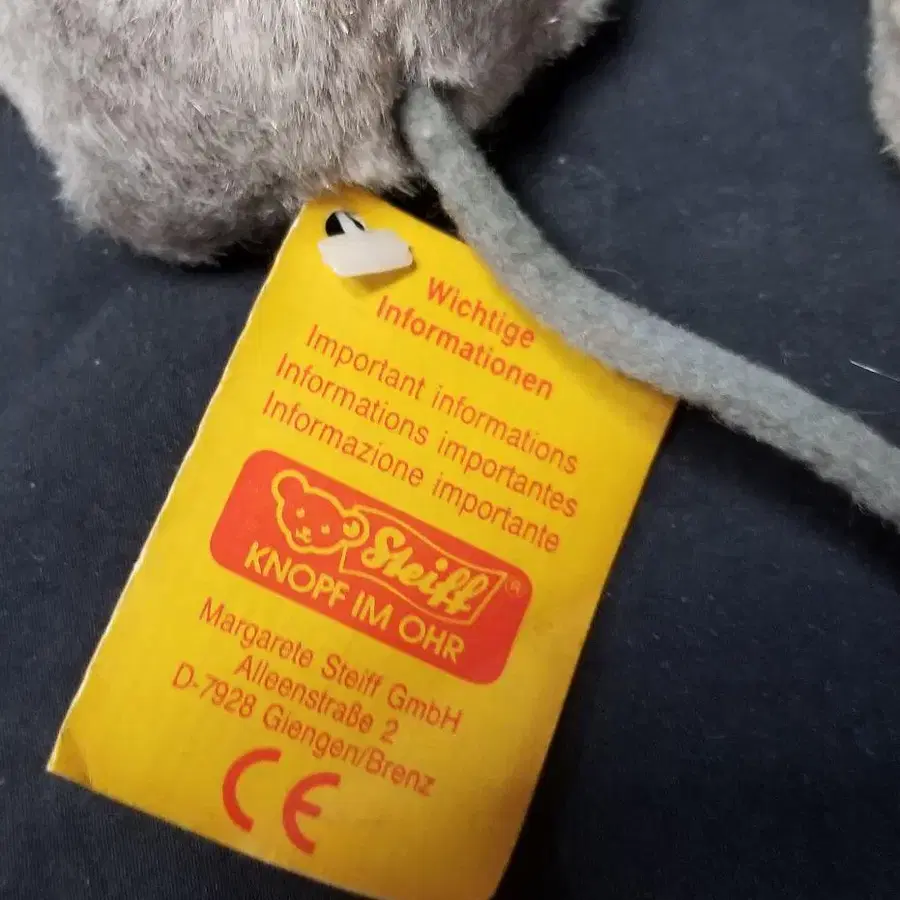 Wichtige
Informationen
Important informations
Informations importantes
Informazione importante
Steiff®
KNOPF IM OHR
Margarete Steiff GmbH
Alleenstraße 2
D-7928 Giengen/Brenz
CE